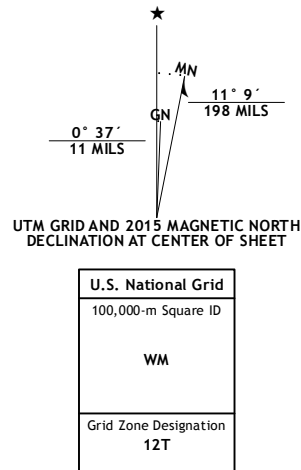 ★
MN
GN
11° 9´
198 MILS
0° 37´
11 MILS
UTM GRID AND 2015 MAGNETIC NORTH
DECLINATION AT CENTER OF SHEET
U.S. National Grid
100,000-m Square ID
WM
Grid Zone Designation
12T